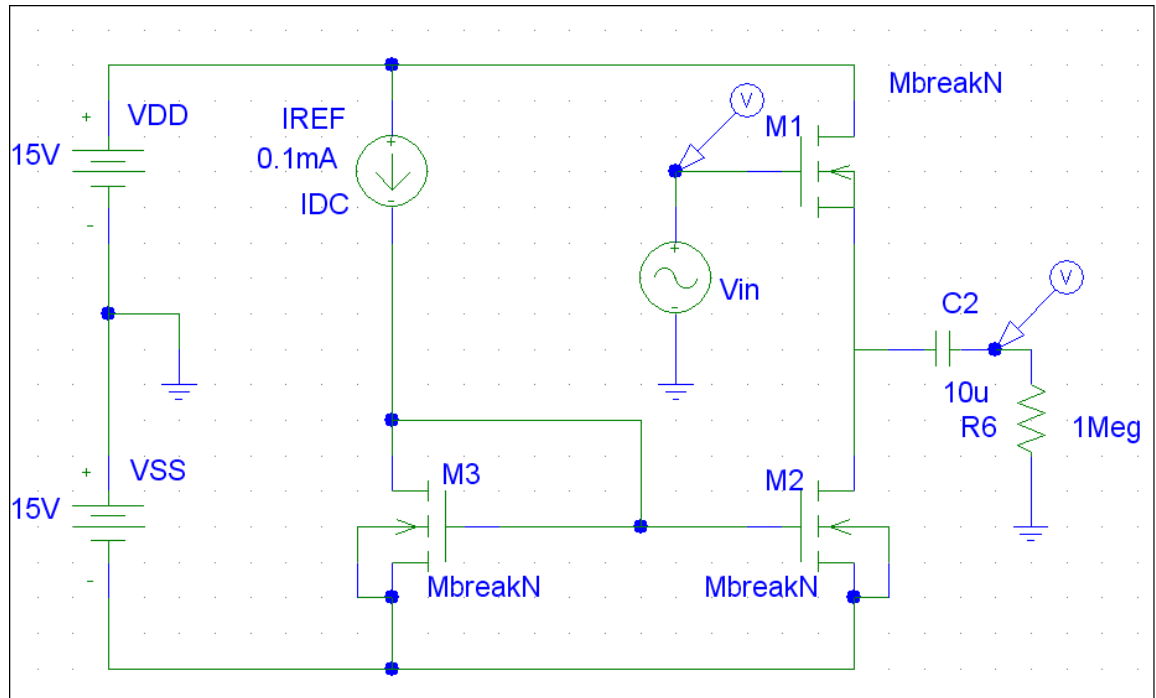 MbreakN
V
M1
VDD
+
15V
-
IREF
0.1mA
IDC
+
-
+
-
Vin
V
C2
10u
R6
1Meg
VSS
+
15V
-
M3
MbreakN
M2
MbreakN